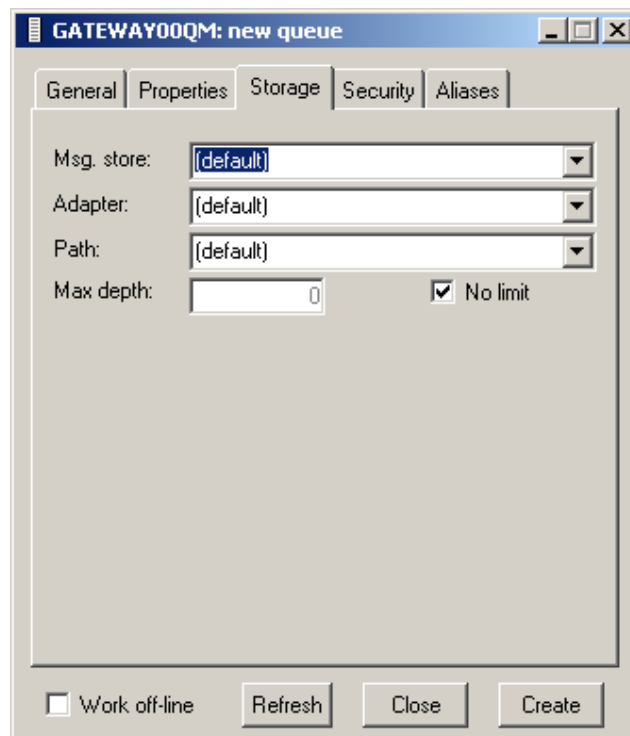 GATEWAY00QM: new queue
General Properties Storage Security Aliases
Msg. store: (default)
Adapter: (default)
Path: (default)
Max depth: 0 No limit
Work off-line Refresh Close Create